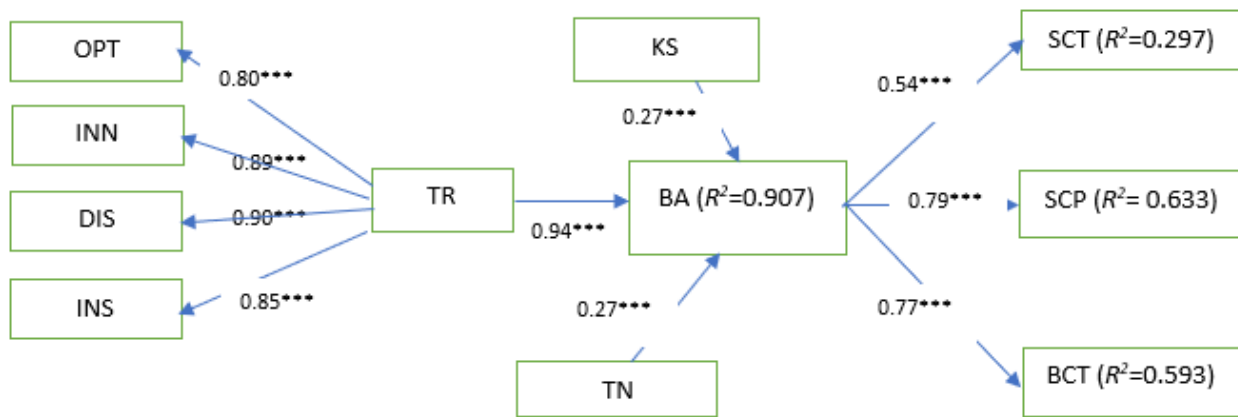 OPT
INN
DIS
INS
0.80***
0.89***
0.90***
0.85***
TR
0.94***
KS
0.27***
BA (R²=0.907)
0.27***
TN
0.54***
0.79***
0.77***
SCT (R²=0.297)
SCP (R²= 0.633)
BCT (R²=0.593)